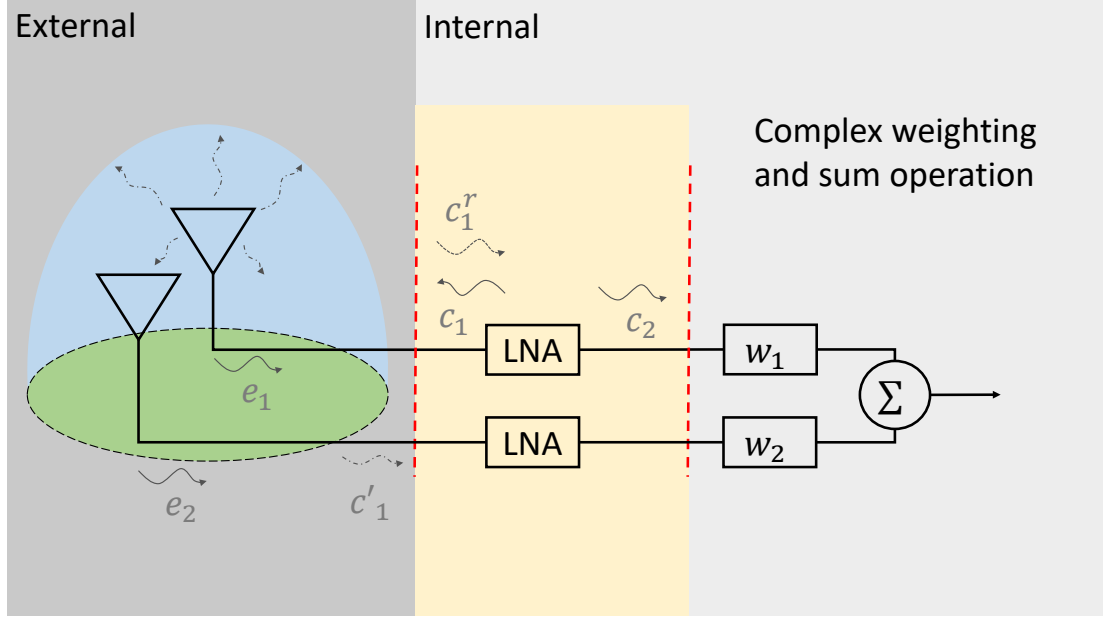 External
Internal
Complex weighting
and sum operation
c₁ʳ
c₁
c₂
LNA
w₁
e₁
Σ
LNA
w₂
e₂
c'₁